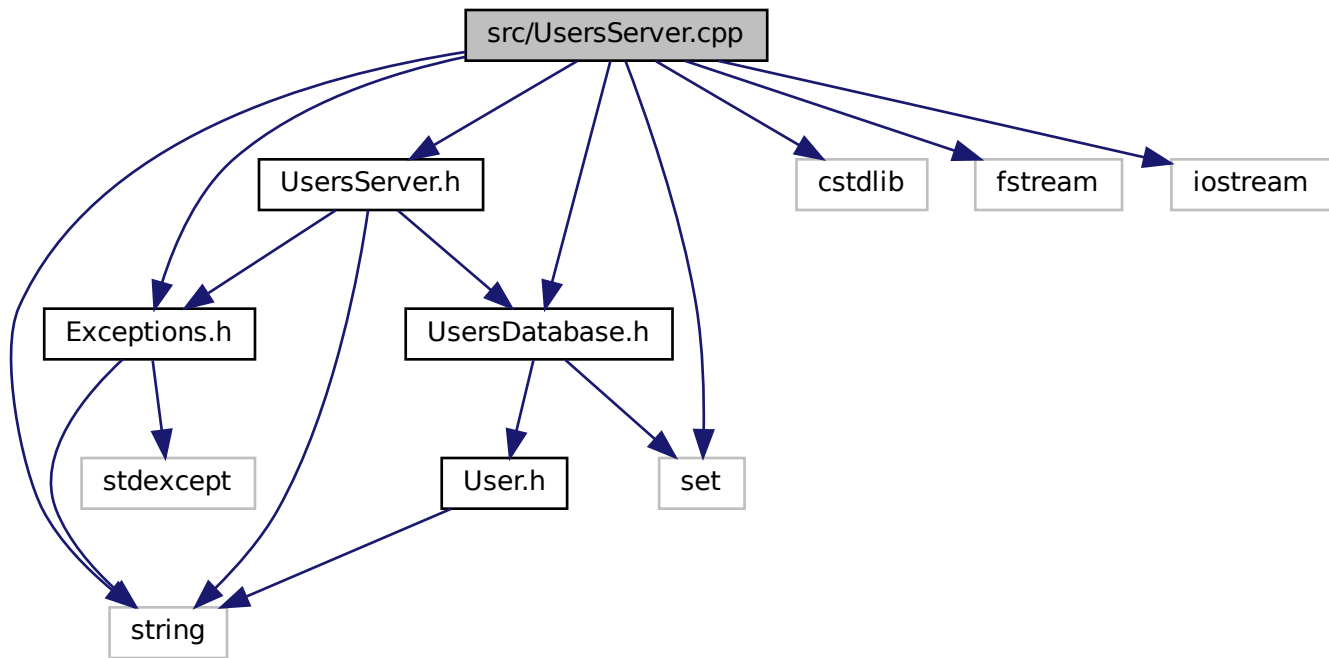 src/UsersServer.cpp
UsersServer.h
cstdlib
fstream
iostream
Exceptions.h
UsersDatabase.h
stdexcept
User.h
set
string